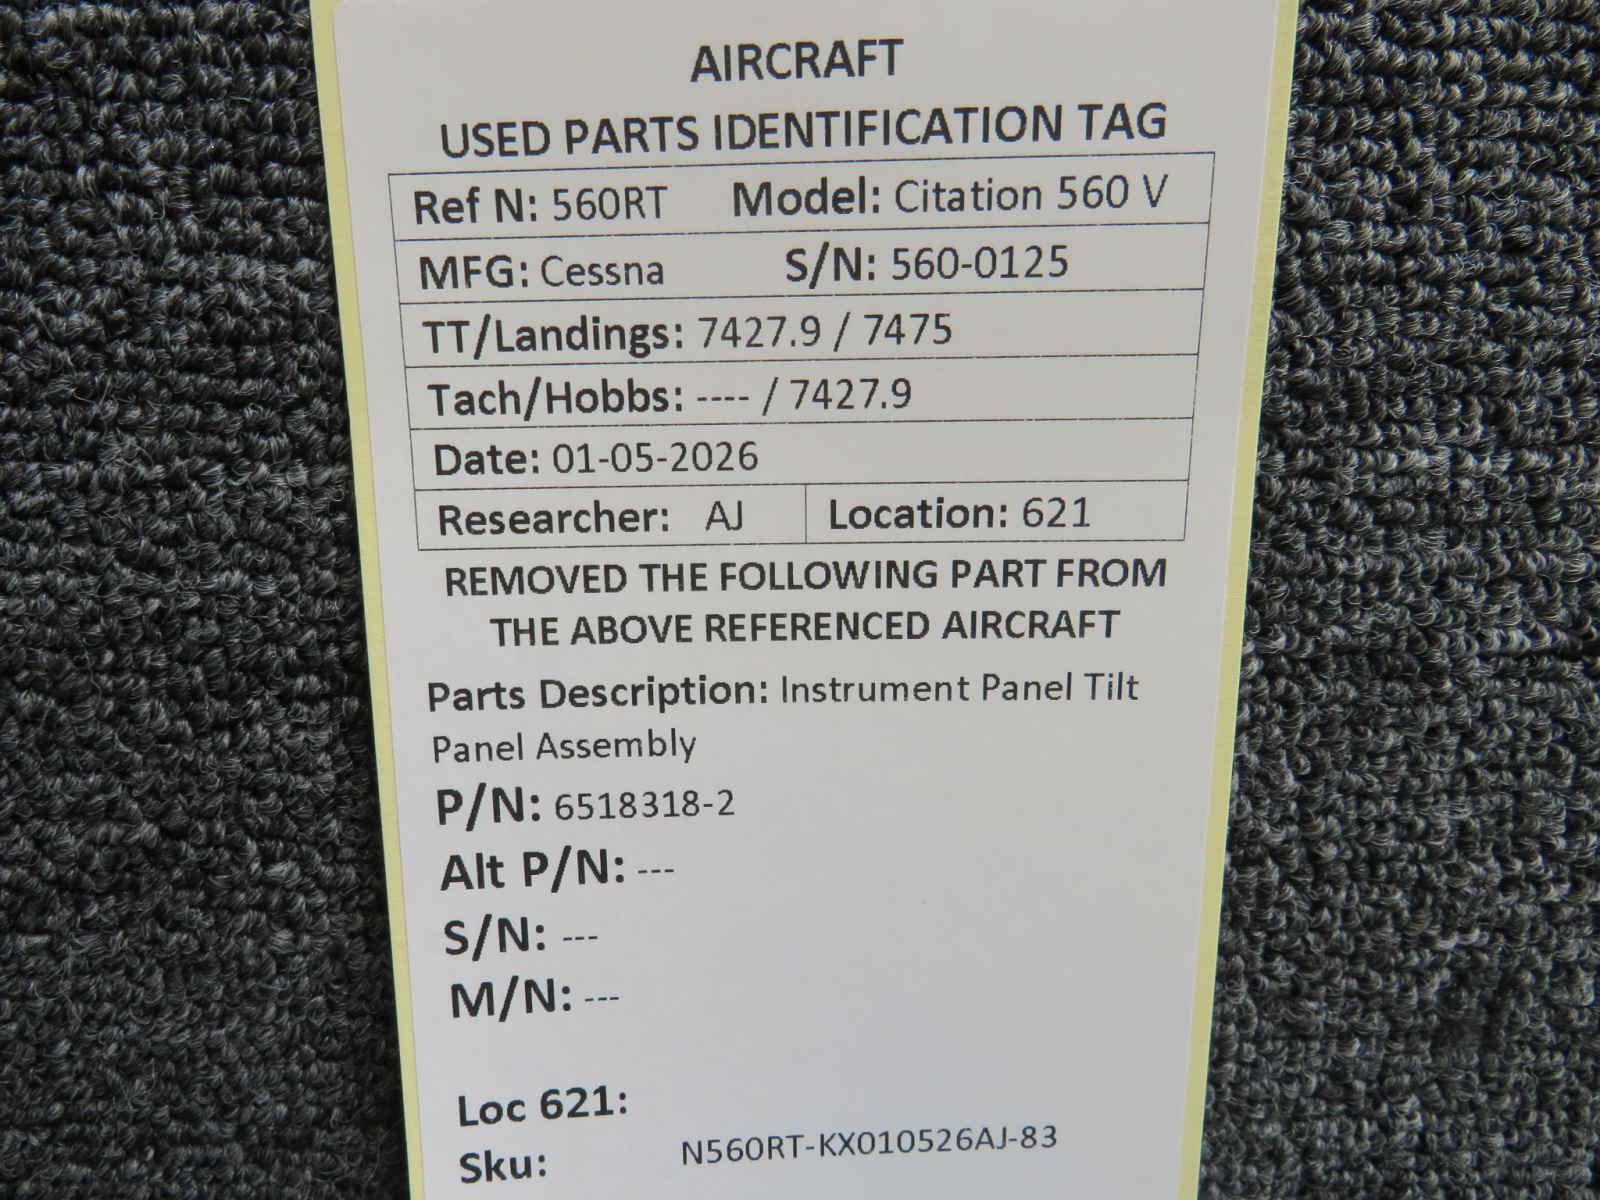 AIRCRAFT
USED PARTS IDENTIFICATION TAG
Ref N: 560RT Model: Citation 560 V
MFG: Cessna S/N: 560-0125
TT/Landings: 7427.9 / 7475
Tach/Hobbs: ---- / 7427.9
Date: 01-05-2026
Researcher: AJ Location: 621
REMOVED THE FOLLOWING PART FROM
THE ABOVE REFERENCED AIRCRAFT
Parts Description: Instrument Panel Tilt
Panel Assembly
P/N: 6518318-2
Alt P/N: ---
S/N: ---
M/N: ---
Loc 621:
Sku: N560RT-KX010526AJ-83